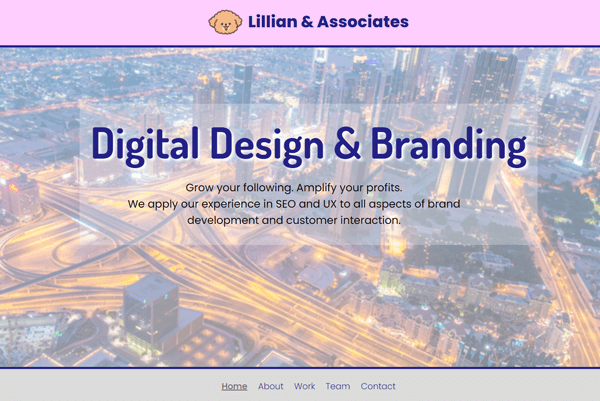 Lillian & Associates
Digital Design & Branding
Grow your following. Amplify your profits.
We apply our experience in SEO and UX to all aspects of brand
development and customer interaction.
Home About Work Team Contact